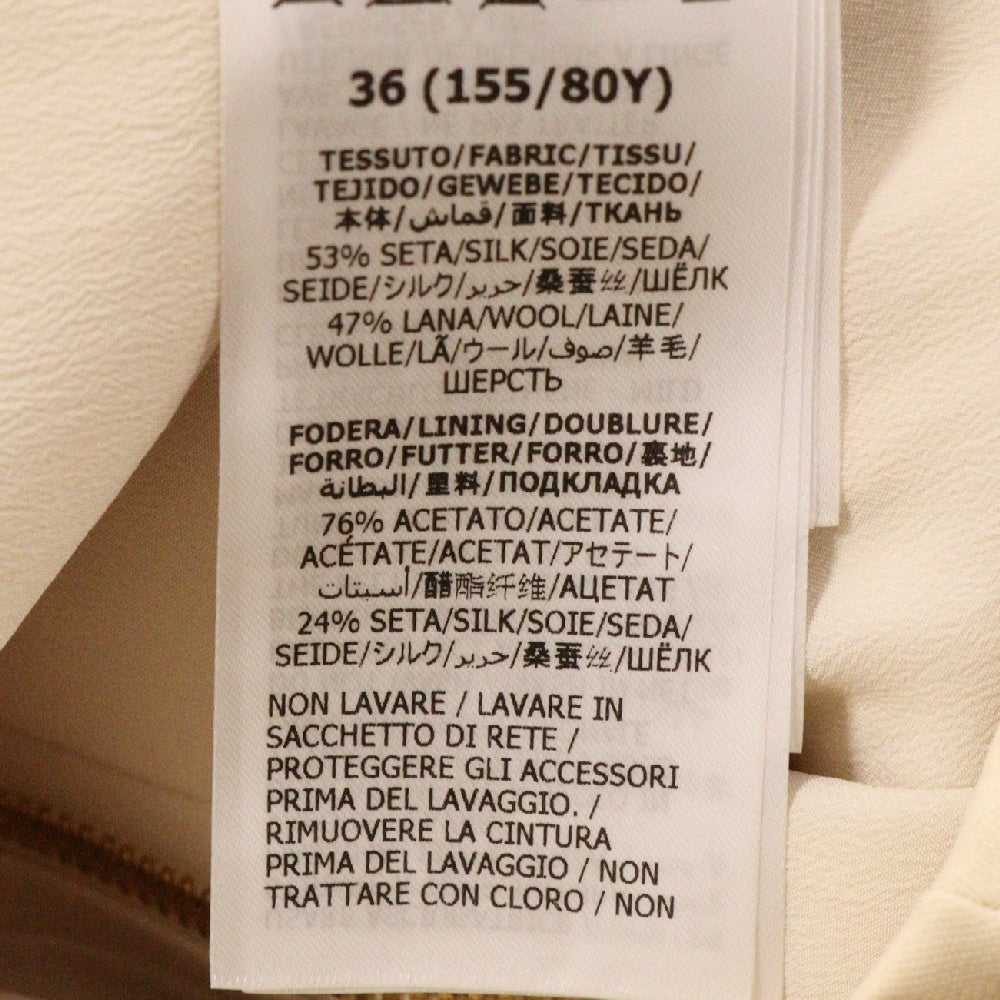 36 (155/80Y)
TESSUTO/FABRIC/TISSU/
TEJIDO/GEWEBE/TECIDO/
本体/قماش/面料/ТКАНЬ
53% SETA/SILK/SOIE/SEDA/
SEIDE/シルク/حرير/桑蚕丝/ШЁЛК
47% LANA/WOOL/LAINE/
WOLLE/LÃ/ウール/صوف/羊毛/
ШЕРСТЬ
FODERA/LINING/DOUBLURE/
FORRO/FUTTER/FORRO/裏地/
البطانة/里料/ПОДКЛАДКА
76% ACETATO/ACETATE/
ACÉTATE/ACETAT/アセテート/
أسيتات/醋酯纤维/АЦЕТАТ
24% SETA/SILK/SOIE/SEDA/
SEIDE/シルク/حرير/桑蚕丝/ШЁЛК
NON LAVARE / LAVARE IN
SACCHETTO DI RETE /
PROTEGGERE GLI ACCESSORI
PRIMA DEL LAVAGGIO. /
RIMUOVERE LA CINTURA
PRIMA DEL LAVAGGIO / NON
TRATTARE CON CLORO / NON